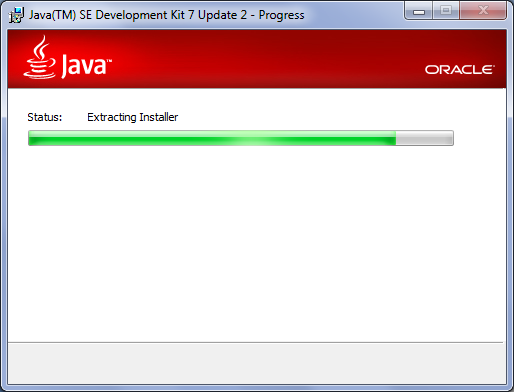 Java(TM) SE Development Kit 7 Update 2 - Progress
Java™
ORACLE®
Status: Extracting Installer